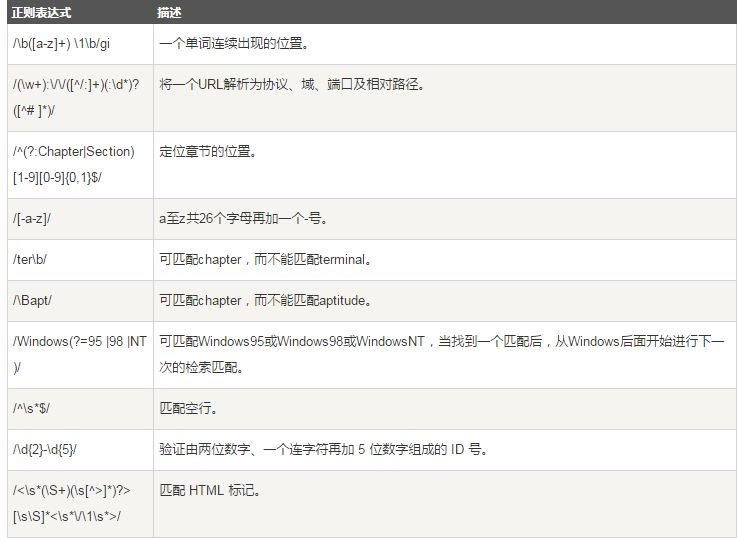 正则表达式 描述
/\b([a-z]+) \1\b/gi 一个单词连续出现的位置。
/(\w+):\/\/([^/:]+)(:\d*)? 将一个URL解析为协议、域、端口及相对路径。
([^# ]*)/
/^(?:Chapter|Section) 定位章节的位置。
[1-9][0-9]{0,1}$/
/[-a-z]/ a至z共26个字母再加一个-号。
/ter\b/ 可匹配chapter，而不能匹配terminal。
/\Bapt/ 可匹配chapter，而不能匹配aptitude。
/Windows(?=95 |98 |NT 可匹配Windows95或Windows98或WindowsNT，当找到一个匹配后，从Windows后面开始进行下一
)/ 次的检索匹配。
/^\s*$/ 匹配空行。
/\d{2}-\d{5}/ 验证由两位数字、一个连字符再加 5 位数字组成的 ID 号。
/<\s*(\S+)(\s[^>]*)?> 匹配 HTML 标记。
[\s\S]*<\s*\/\1\s*>/